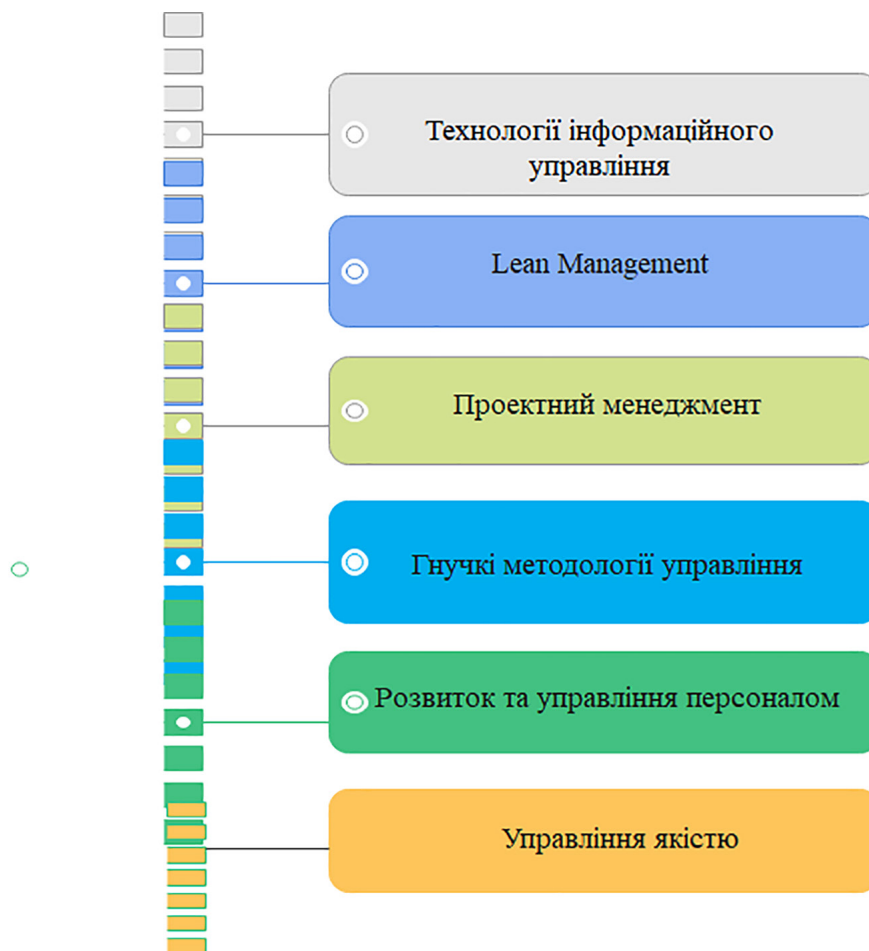 Технології інформаційного
управління
Lean Management
Проектний менеджмент
Гнучкі методології управління
Розвиток та управління персоналом
Управління якістю